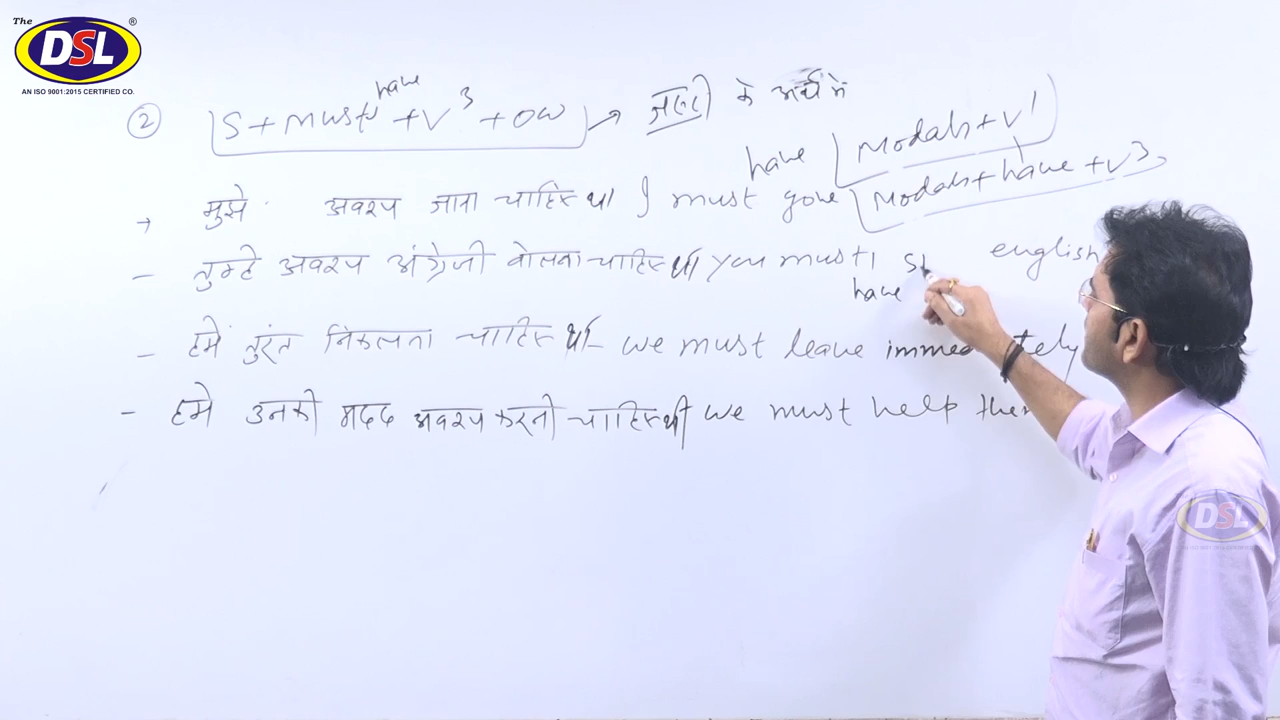 The DSL ®
AN ISO 9001:2015 CERTIFIED CO.
② S + must have + V3 + OW → के अर्थ में
Modals + V1
Modals + have + V3
→ मुझे अवश्य जाना चाहिए था I must have gone
- तुम्हे अवश्य अंग्रेजी बोलना चाहिए था you must have english
- हमें तुरंत निकलना चाहिए था we must leave immediately
- हमे उनकी मदद अवश्य करनी चाहिए थी we must help them
DSL